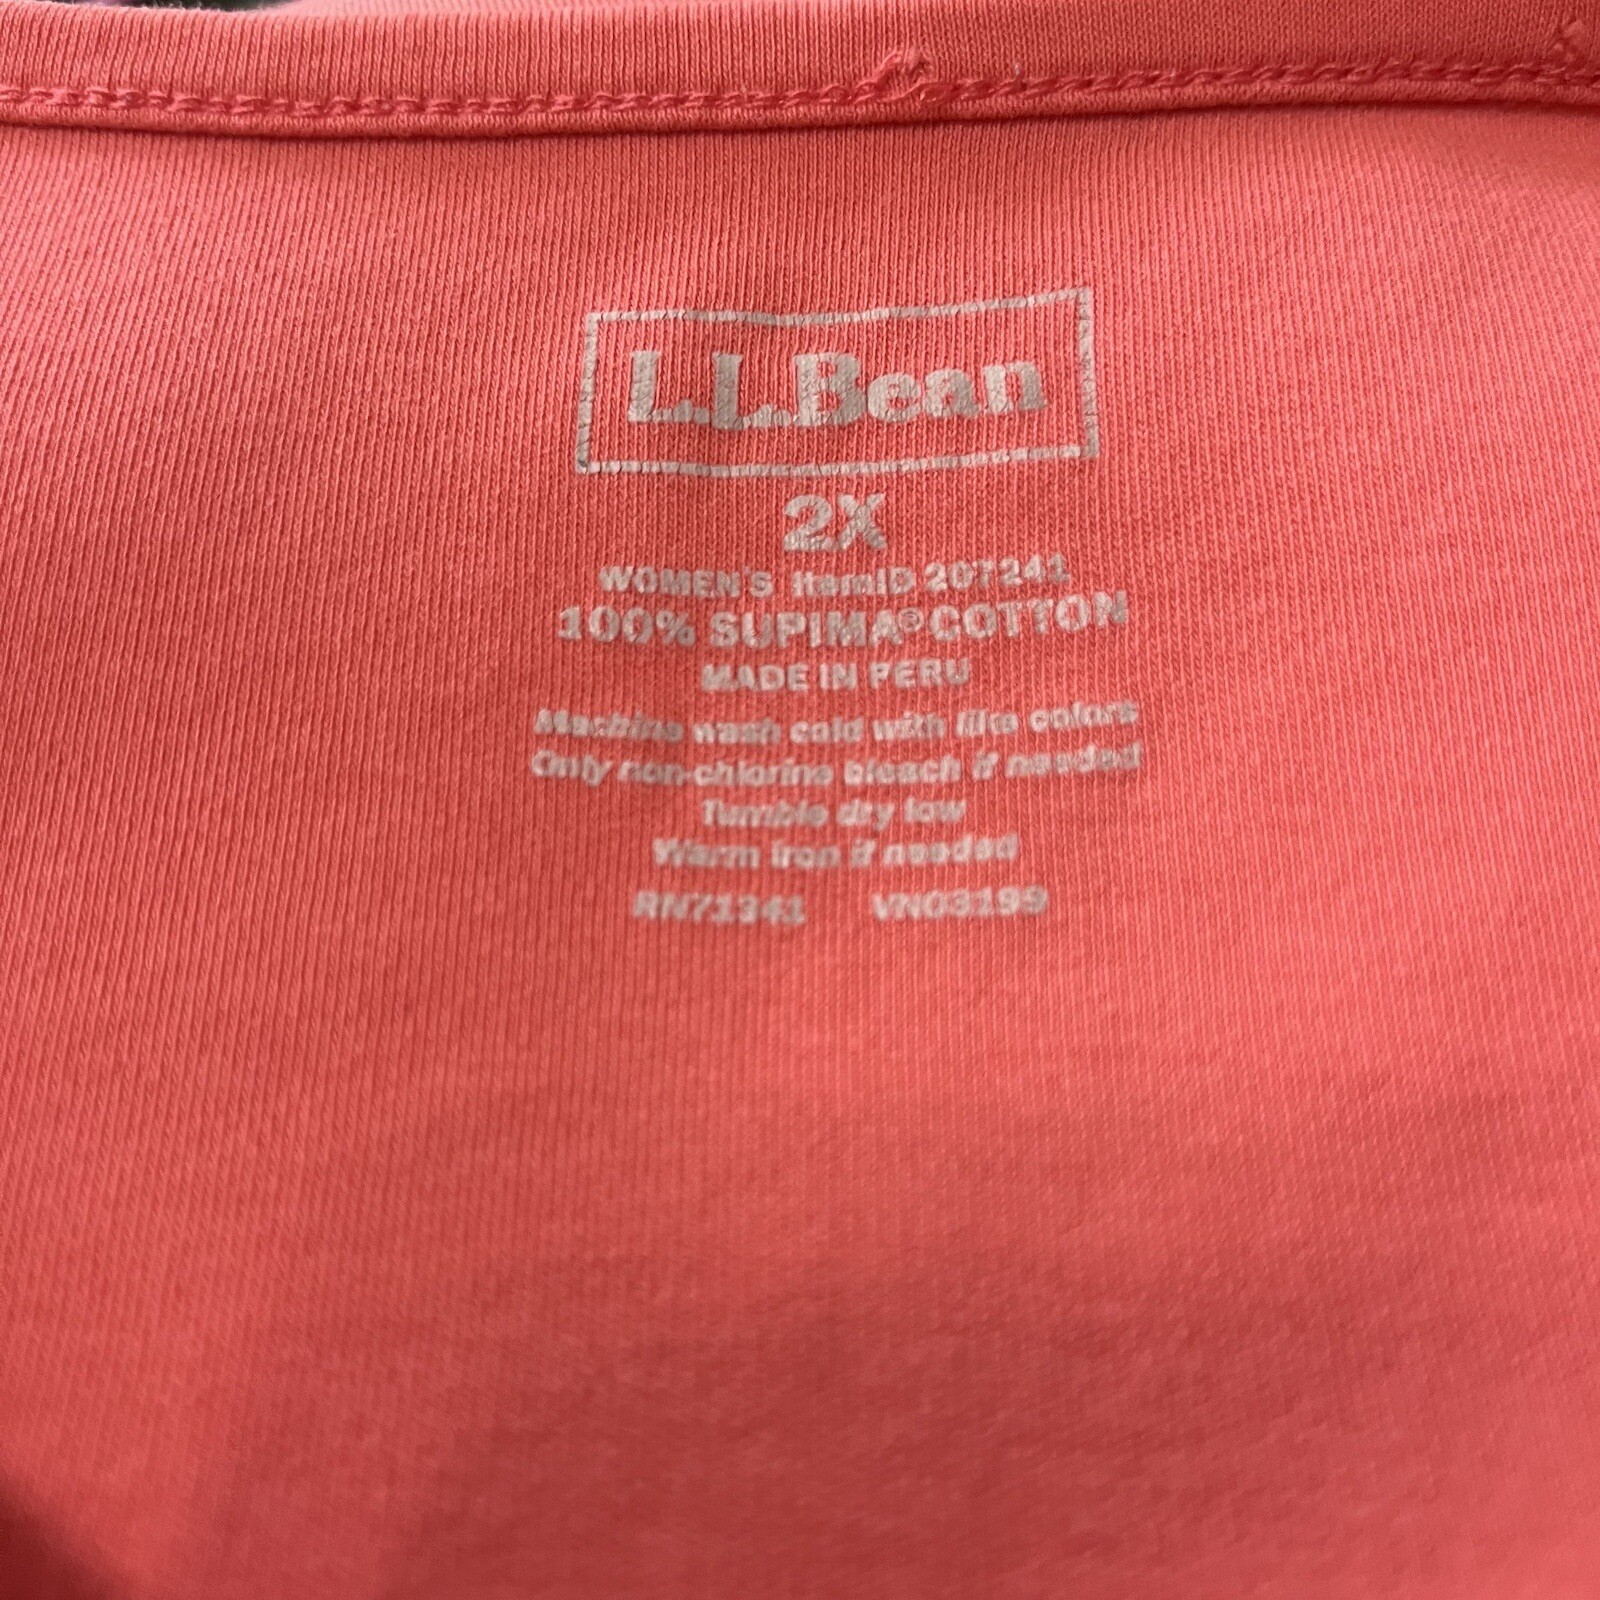 L.L.Bean
2X
WOMEN'S ItemID 207241
100% SUPIMA® COTTON
MADE IN PERU
Machine wash cold with like colors
Only non-chlorine bleach if needed
Tumble dry low
Warm iron if needed
RN71341 VN03199